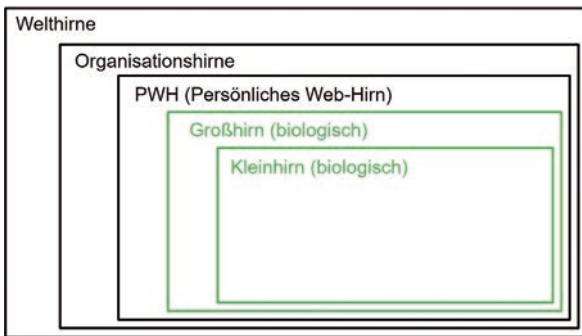 Welthirne
Organisationshirne
PWH (Persönliches Web-Hirn)
Großhirn (biologisch)
Kleinhirn (biologisch)